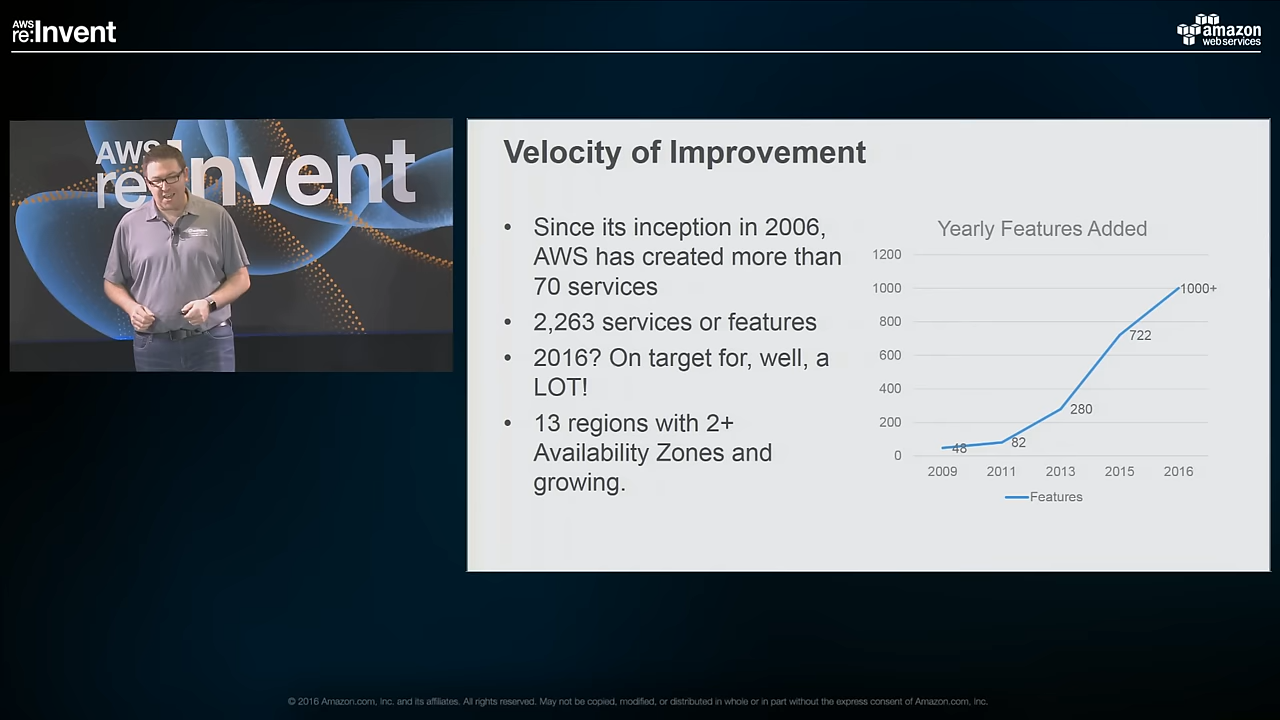 AWS
re:Invent
amazon
web services
AWS
re:Invent
Velocity of Improvement
• Since its inception in 2006,
AWS has created more than
70 services
• 2,263 services or features
• 2016? On target for, well, a
LOT!
• 13 regions with 2+
Availability Zones and
growing.
Yearly Features Added
1200
1000
800
600
400
200
0
48
82
280
722
1000+
2009 2011 2013 2015 2016
Features
© 2016 Amazon.com, Inc. and its affiliates. All rights reserved. May not be copied, modified, or distributed in whole or in part without the express consent of Amazon.com, Inc.